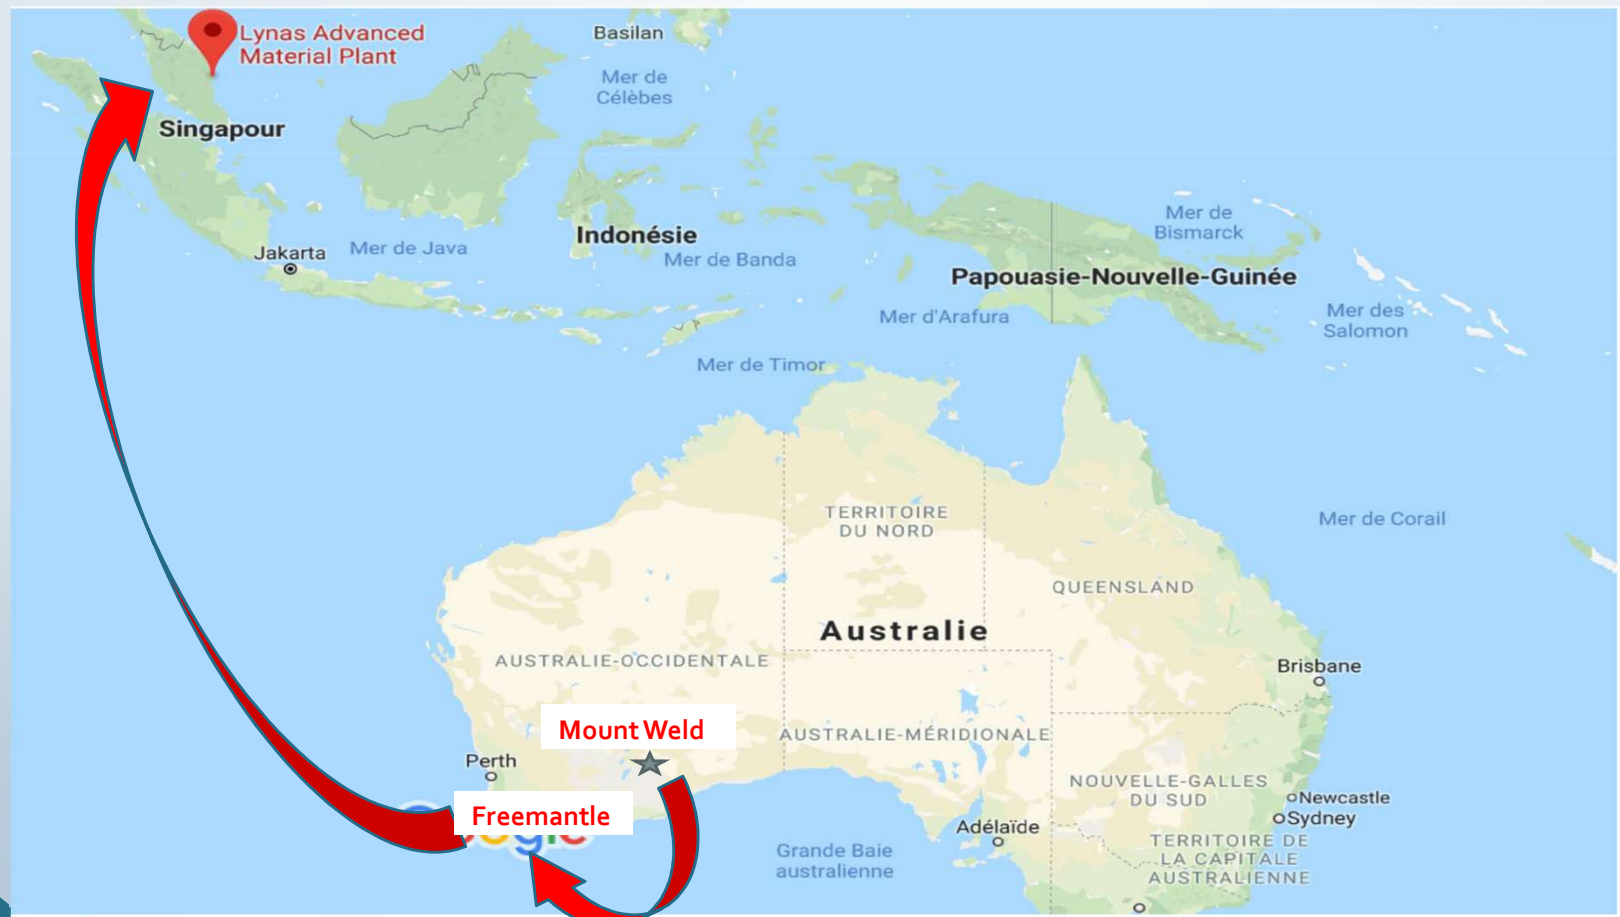 Lynas Advanced
Material Plant
Basilan
Mer de
Célèbes
Singapour
Mer de
Bismarck
Indonésie
Jakarta
Mer de Java
Mer de Banda
Papouasie-Nouvelle-Guinée
Mer d'Arafura
Mer des
Salomon
Mer de Timor
TERRITOIRE
DU NORD
Mer de Corail
QUEENSLAND
Australie
AUSTRALIE-OCCIDENTALE
Brisbane
Mount Weld
AUSTRALIE-MÉRIDIONALE
Perth
NOUVELLE-GALLES
DU SUD
Newcastle
Sydney
Freemantle
Google
Adélaïde
TERRITOIRE DE
LA CAPITALE
AUSTRALIENNE
Grande Baie
australienne